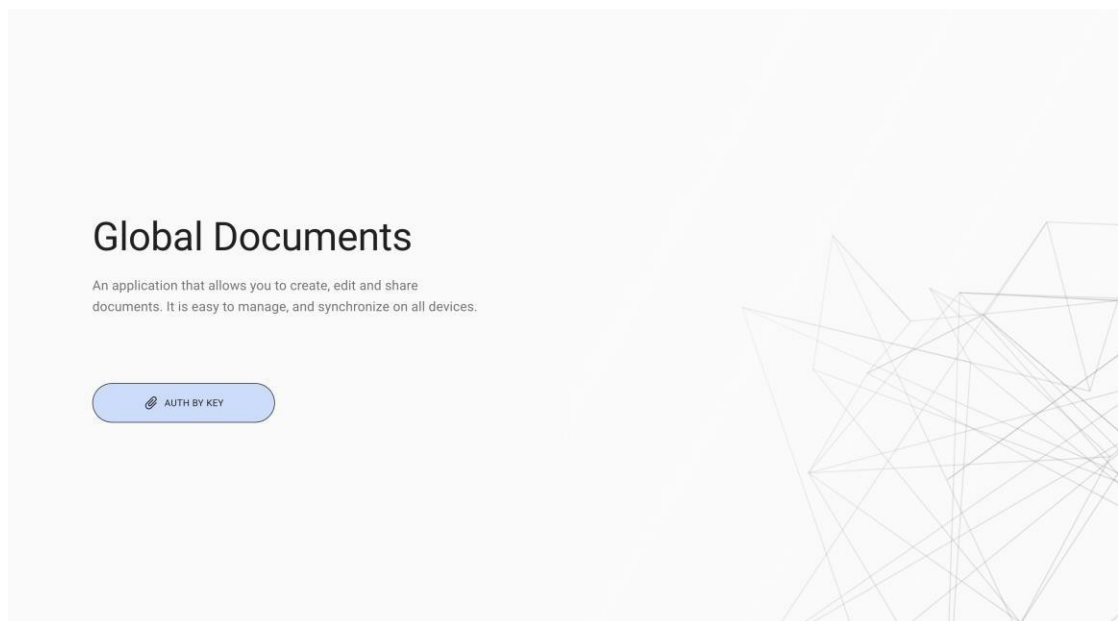 Global Documents
An application that allows you to create, edit and share
documents. It is easy to manage, and synchronize on all devices.
AUTH BY KEY